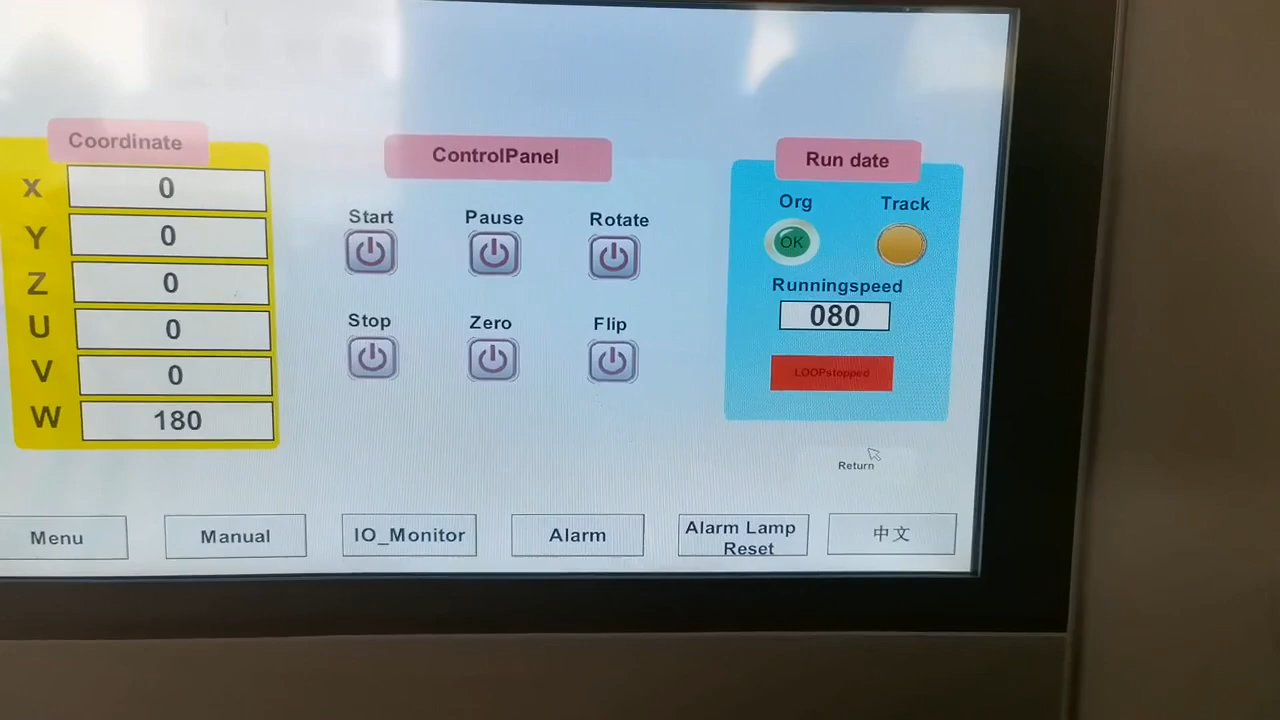 Coordinate
X 0
Y 0
Z 0
U 0
V 0
W 180
ControlPanel
Start Pause Rotate
Stop Zero Flip
Run date
Org Track
OK
Runningspeed
080
LOOPstopped
Return
Menu Manual IO_Monitor Alarm Alarm Lamp
Reset
中文